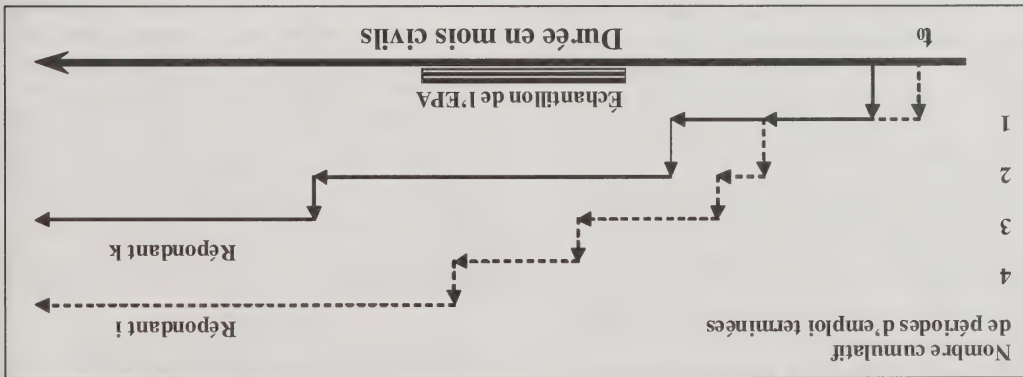 Nombre cumulatif
de périodes d'emploi terminées
4
Répondant i
3
Répondant k
2
1
Échantillon de l'EPA
t₀
Durée en mois civils